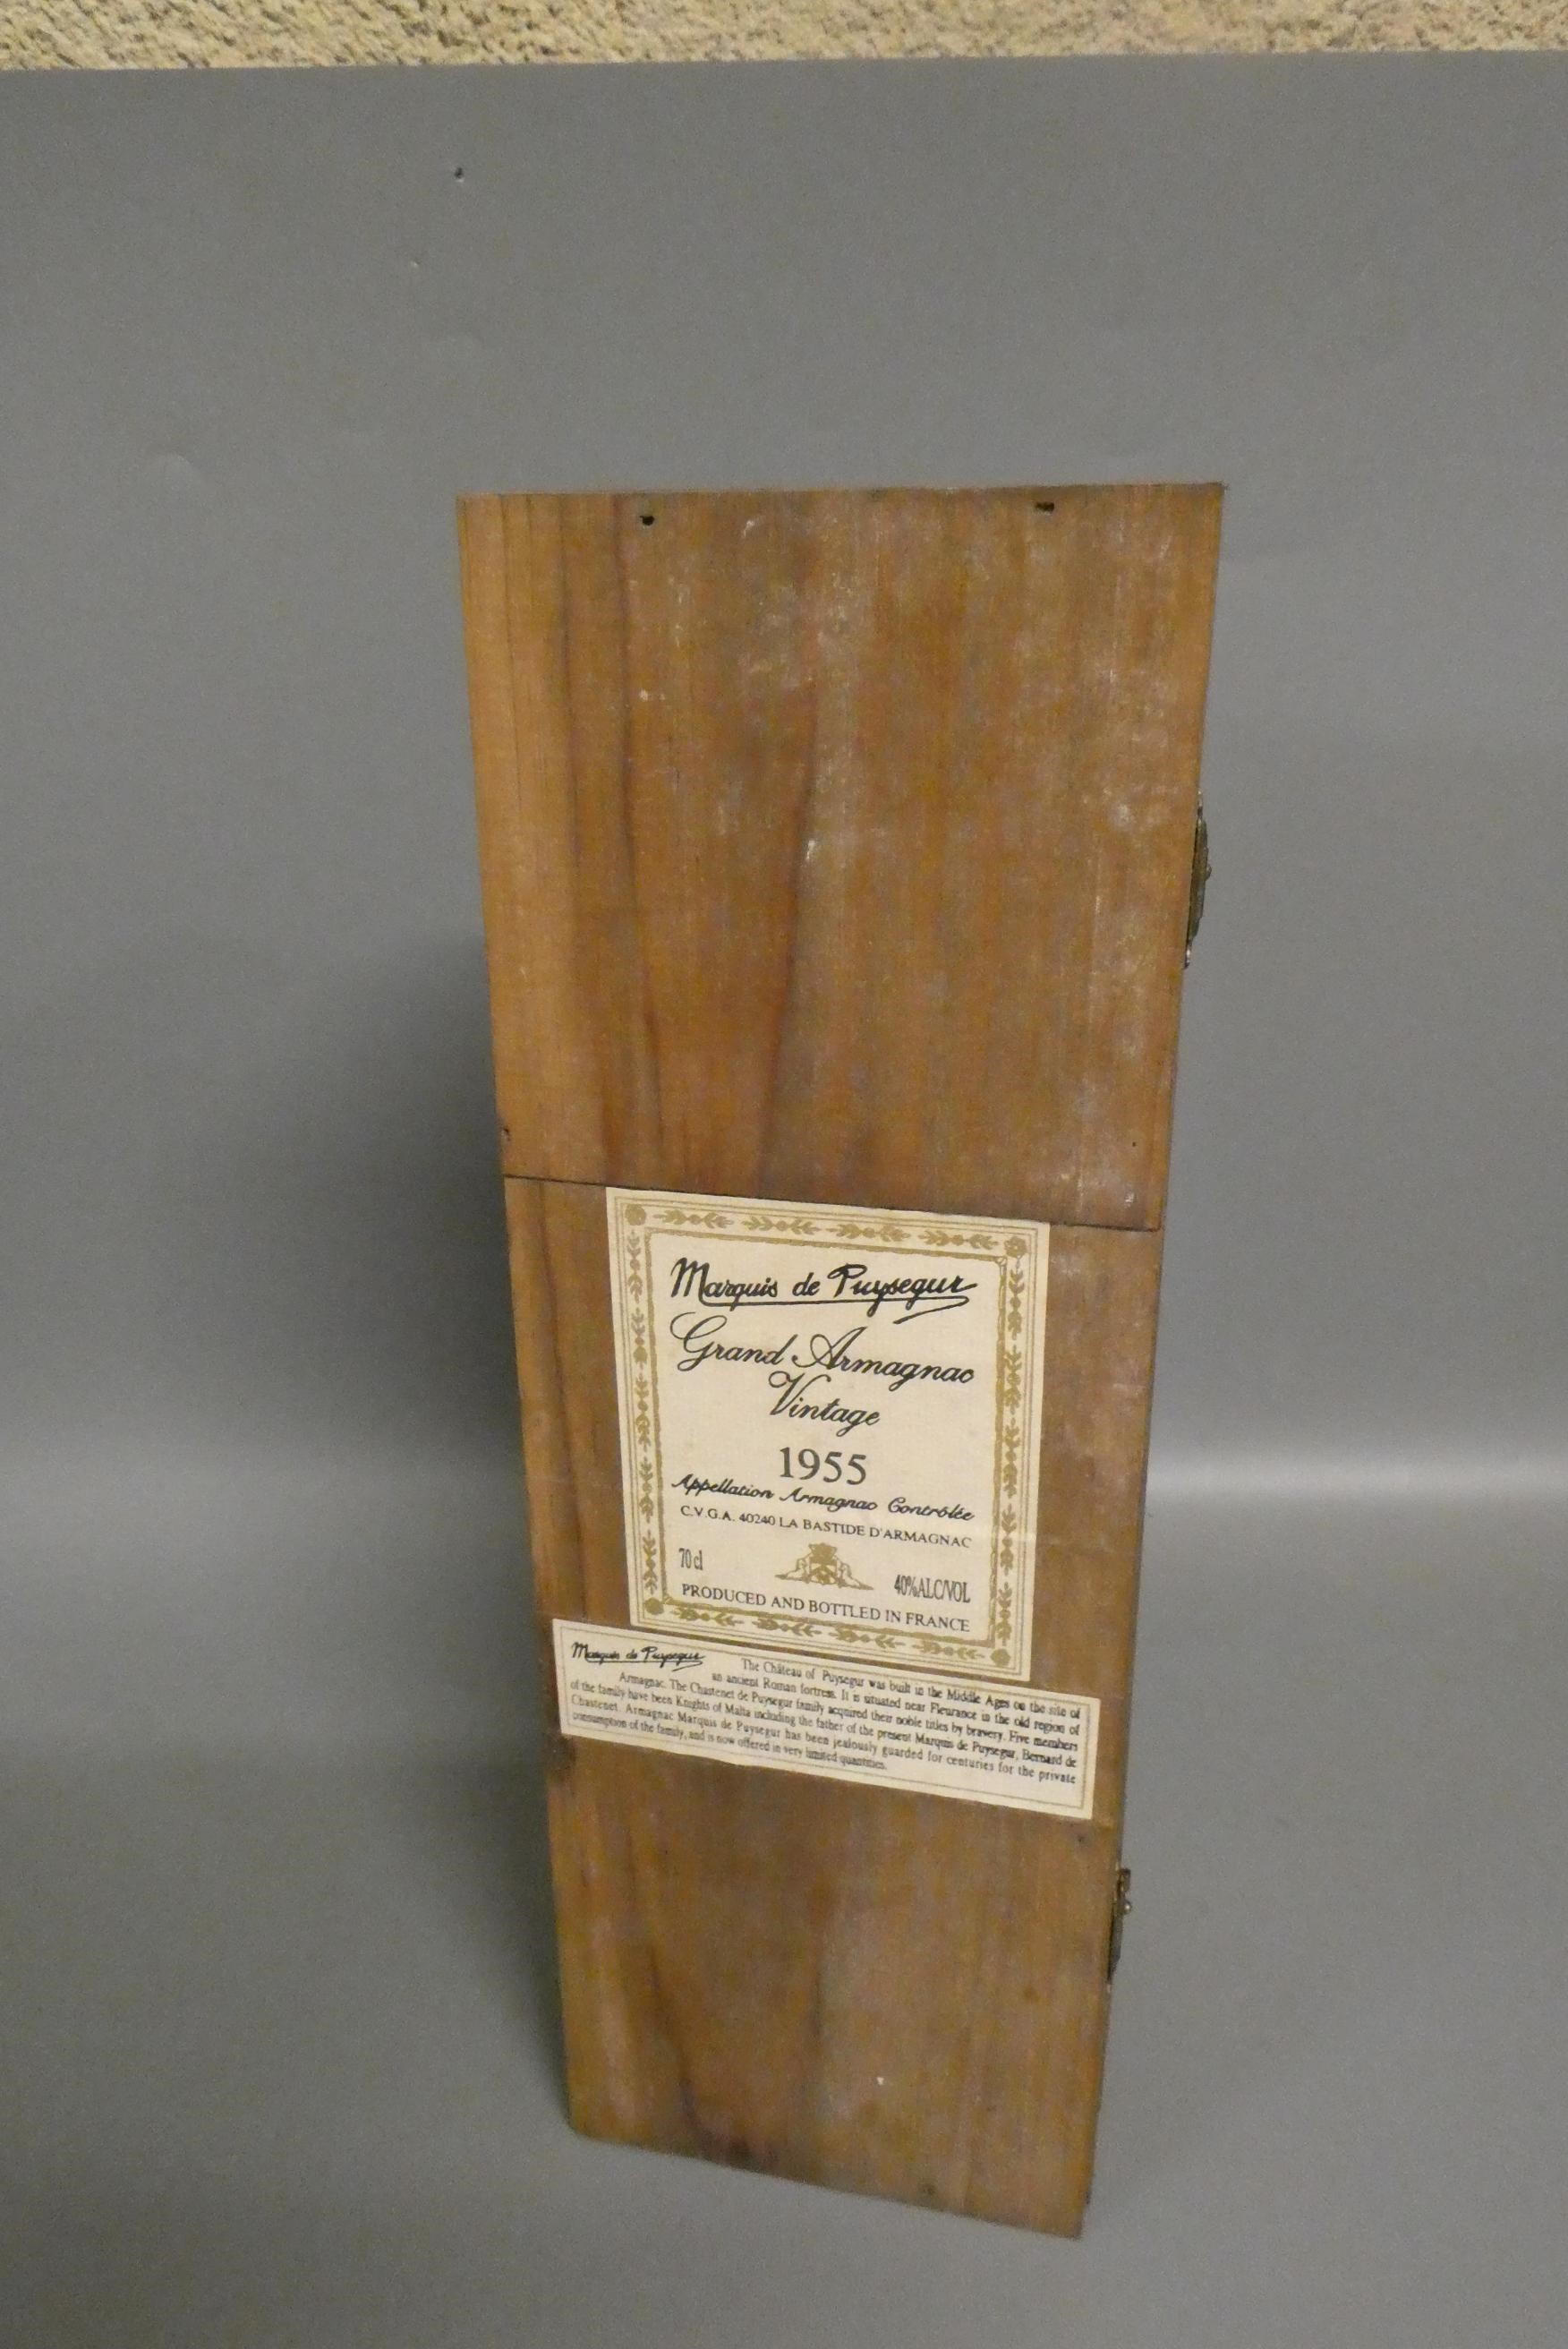 Marquis de Puysegur
Grand Armagnac
Vintage
1955
Appellation Armagnac Contrôlée
C.V.G.A. 40240 LA BASTIDE D'ARMAGNAC
70 cl
40%ALC/VOL
PRODUCED AND BOTTLED IN FRANCE
Marquis de Puysegur
The Château of Puysegur was built in the Middle Ages on the site of
an ancient Roman fortress. It is situated near Fleurance in the old region of
Armagnac. The Chastenet de Puysegur family acquired their noble titles by bravery. Five members
of the family have been Knights of Malta including the father of the present Marquis de Puysegur, Bernard de
Chastenet. Armagnac Marquis de Puysegur has been jealously guarded for centuries for the private
consumption of the family, and is now offered in very limited quantities.